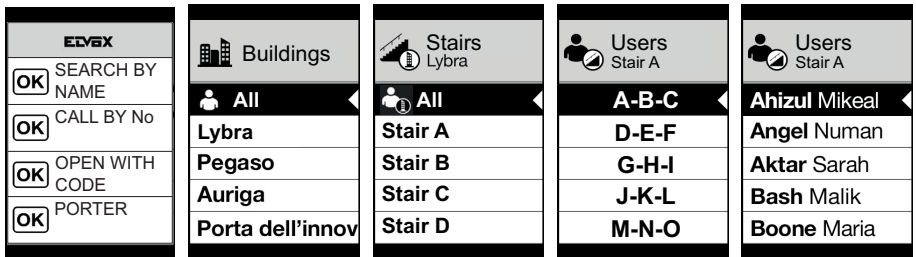 ELVOX
OK SEARCH BY
NAME
OK CALL BY No
OK OPEN WITH
CODE
OK PORTER
Buildings
All
Lybra
Pegaso
Auriga
Porta dell'innov
Stairs
Lybra
All
Stair A
Stair B
Stair C
Stair D
Users
Stair A
A-B-C
D-E-F
G-H-I
J-K-L
M-N-O
Users
Stair A
Ahizul Mikeal
Angel Numan
Aktar Sarah
Bash Malik
Boone Maria